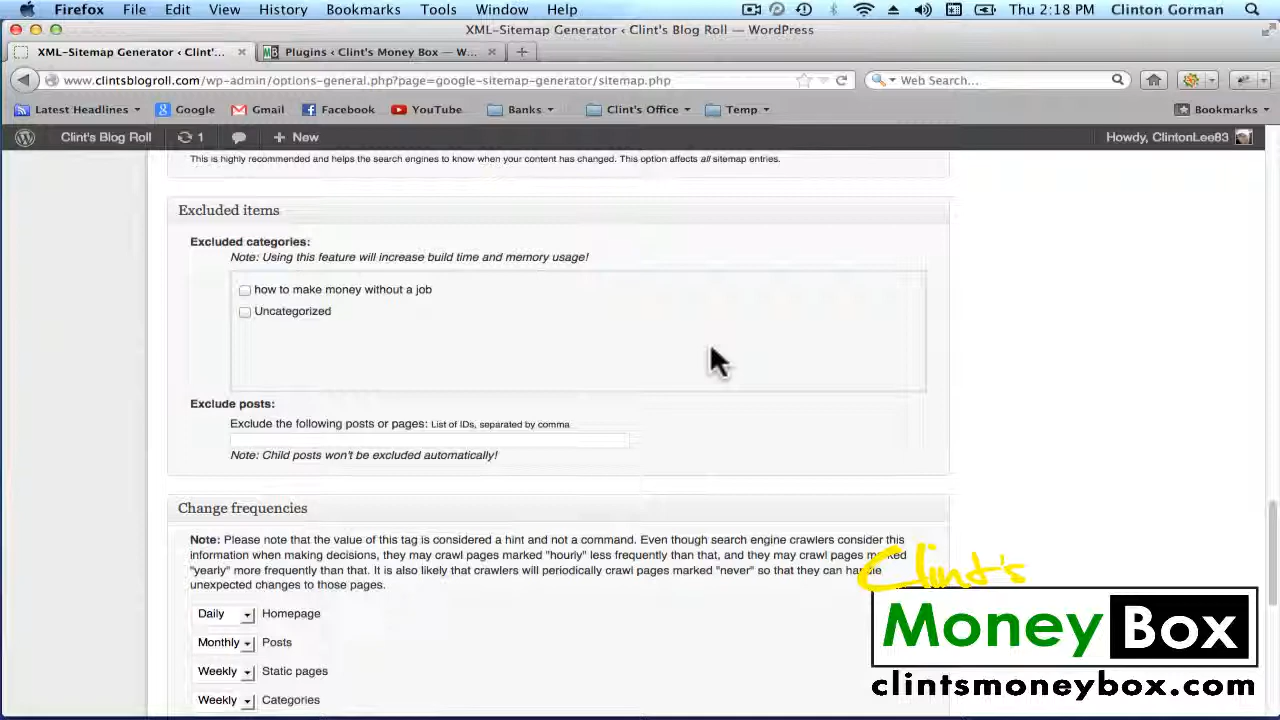 Firefox File Edit View History Bookmarks Tools Window Help Thu 2:18 PM Clinton Gorman
XML-Sitemap Generator ‹ Clint's Blog Roll — WordPress
XML-Sitemap Generator ‹ Clint'... Plugins ‹ Clint's Money Box — W...
www.clintsblogroll.com/wp-admin/options-general.php?page=google-sitemap-generator/sitemap.php Web Search...
Latest Headlines Google Gmail Facebook YouTube Banks Clint's Office Temp Bookmarks
Clint's Blog Roll 1 New Howdy, ClintonLee83
This is highly recommended and helps the search engines to know when your content has changed. This option affects all sitemap entries.
Excluded items
Excluded categories:
Note: Using this feature will increase build time and memory usage!
how to make money without a job
Uncategorized
Exclude posts:
Exclude the following posts or pages: List of IDs, separated by comma
Note: Child posts won't be excluded automatically!
Change frequencies
Note: Please note that the value of this tag is considered a hint and not a command. Even though search engine crawlers consider this
information when making decisions, they may crawl pages marked "hourly" less frequently than that, and they may crawl pages marked
"yearly" more frequently than that. It is also likely that crawlers will periodically crawl pages marked "never" so that they can handle
unexpected changes to those pages.
Daily Homepage
Monthly Posts
Weekly Static pages
Weekly Categories
Clint's
Money Box
clintsmoneybox.com